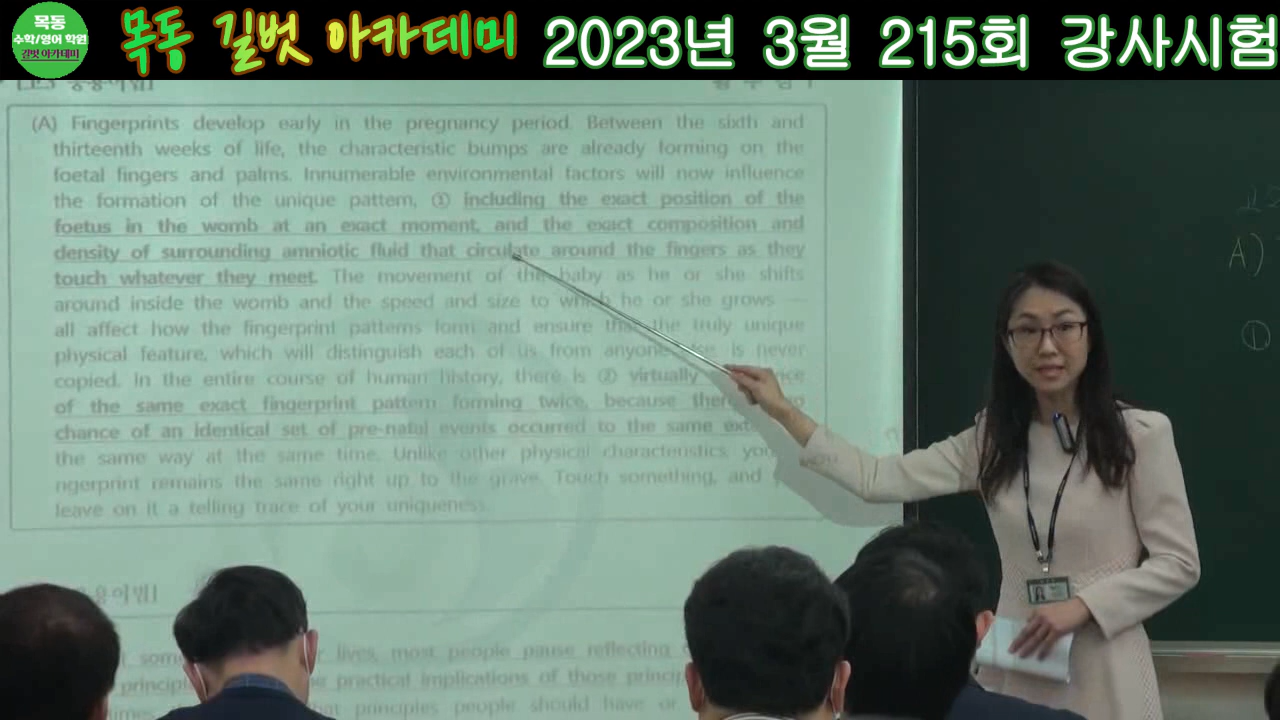 목동
수학/영어 학원
길벗 아카데미
목동 길벗 아카데미 2023년 3월 215회 강사시험
(A) Fingerprints develop early in the pregnancy period. Between the sixth and
thirteenth weeks of life, the characteristic bumps are already forming on the
foetal fingers and palms. Innumerable environmental factors will now influence
the formation of the unique pattern, ① including the exact position of the
foetus in the womb at an exact moment, and the exact composition and
density of surrounding amniotic fluid that circulate around the fingers as they
touch whatever they meet. The movement of the baby as he or she shifts
around inside the womb and the speed and size to which he or she grows —
all affect how the fingerprint patterns form and ensure that the truly unique
physical feature, which will distinguish each of us from anyone else, is never
copied. In the entire course of human history, there is ② virtually
of the same exact fingerprint pattern forming twice, because
chance of an identical set of pre-natal events occurred to the same
the same way at the same time. Unlike other physical characteristics,
ngerprint remains the same right up to the grave. Touch something, and
leave on it a telling trace of your uniqueness.
A)
①
lives, most people pause reflecting
the practical implications of those
that principles people should have or